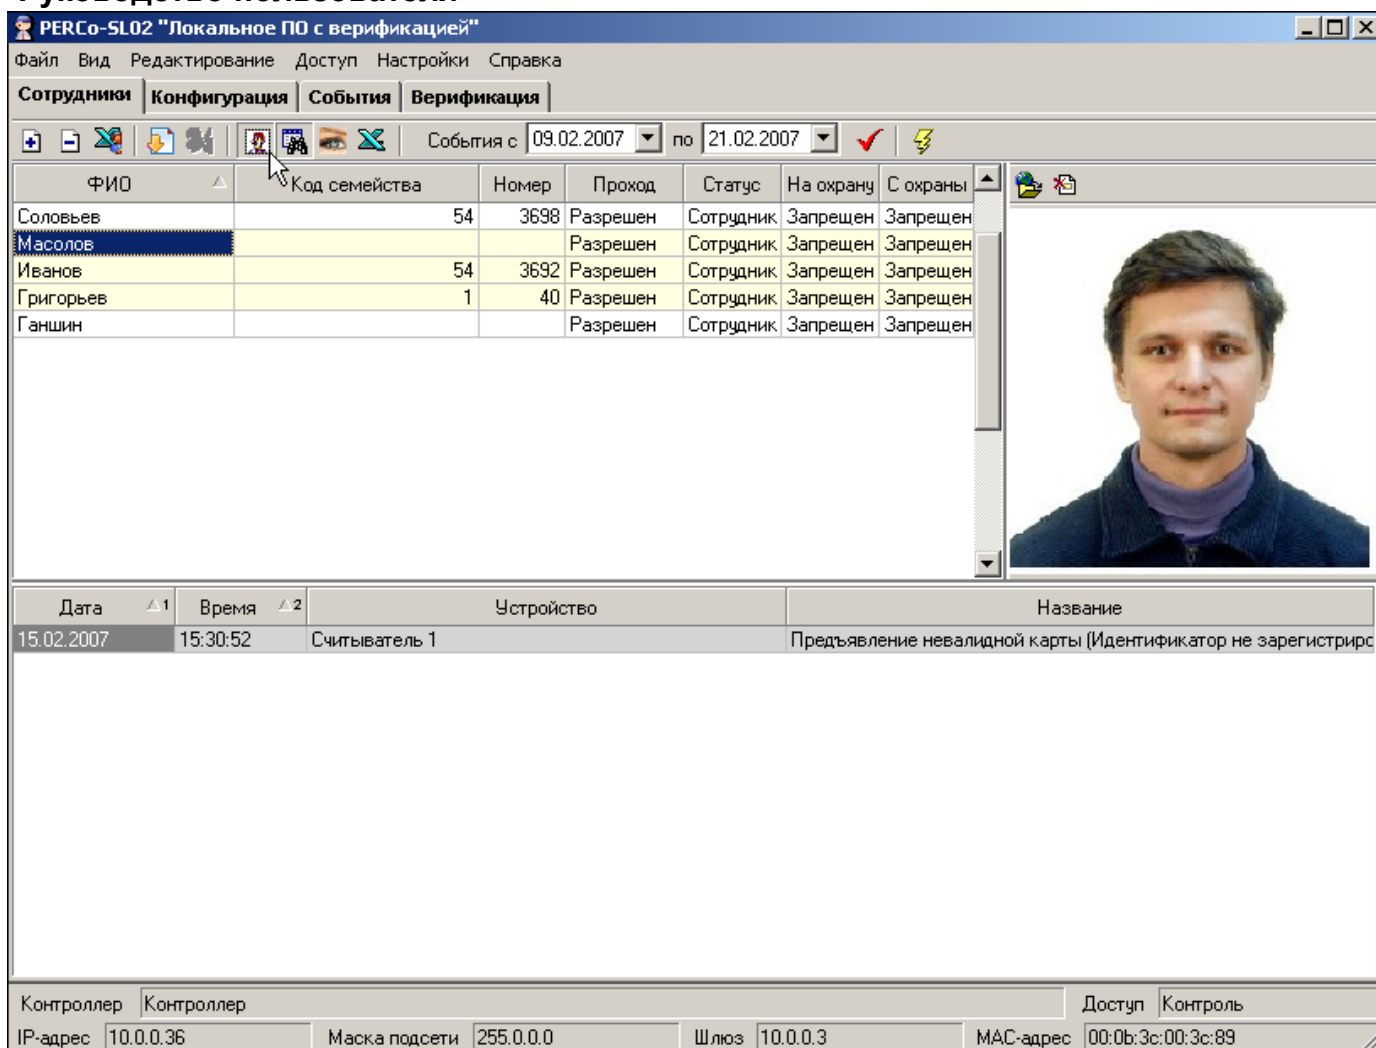 Руководство пользователя
PERCo-SL02 "Локальное ПО с верификацией"
Файл Вид Редактирование Доступ Настройки Справка
Сотрудники Конфигурация События Верификация
События с 09.02.2007 по 21.02.2007
ФИО Код семейства Номер Проход Статус На охрану С охраны
Соловьев 54 3698 Разрешен Сотрудник Запрещен Запрещен
Масолов Разрешен Сотрудник Запрещен Запрещен
Иванов 54 3692 Разрешен Сотрудник Запрещен Запрещен
Григорьев 1 40 Разрешен Сотрудник Запрещен Запрещен
Ганшин Разрешен Сотрудник Запрещен Запрещен
Дата 1 Время 2 Устройство Название
15.02.2007 15:30:52 Считыватель 1 Предъявление невалидной карты (Идентификатор не зарегистриро
Контроллер Контроллер Доступ Контроль
IP-адрес 10.0.0.36 Маска подсети 255.0.0.0 Шлюз 10.0.0.3 MAC-адрес 00:0b:3c:00:3c:89